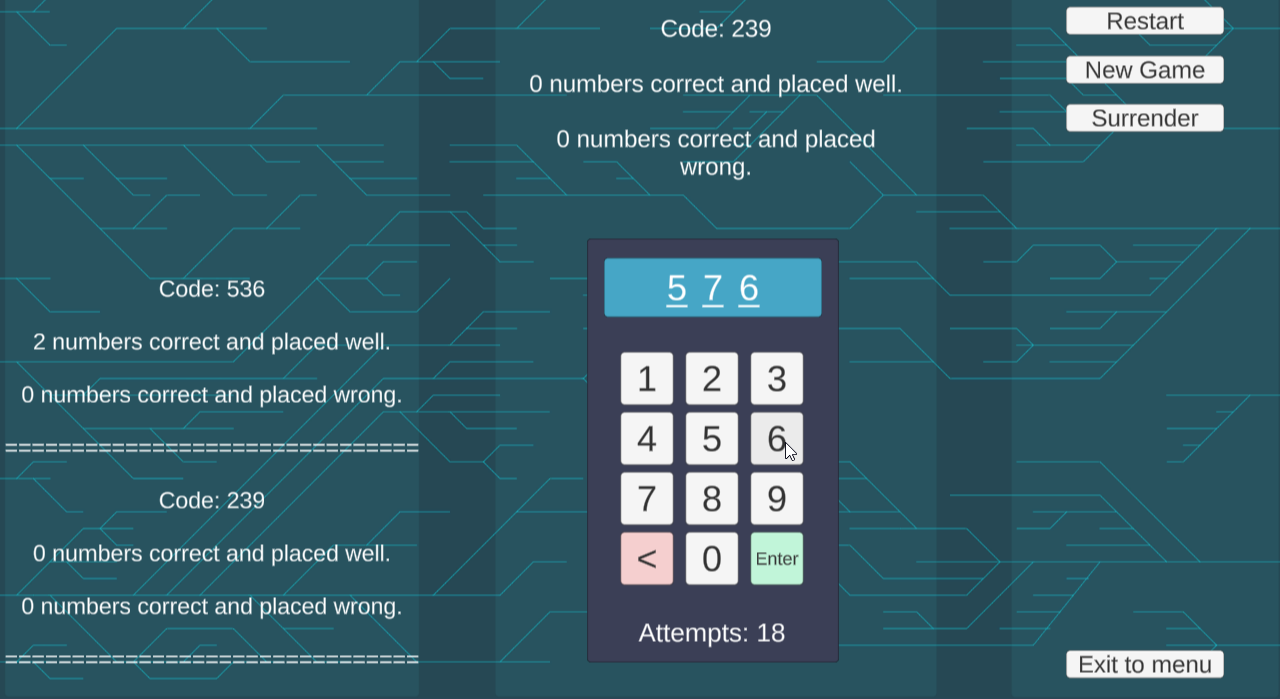 Code: 536
2 numbers correct and placed well.
0 numbers correct and placed wrong.
===================================
Code: 239
0 numbers correct and placed well.
0 numbers correct and placed wrong.
===================================
Code: 239
0 numbers correct and placed well.
0 numbers correct and placed
wrong.
5 7 6
1 2 3
4 5 6
7 8 9
< 0 Enter
Attempts: 18
Restart
New Game
Surrender
Exit to menu